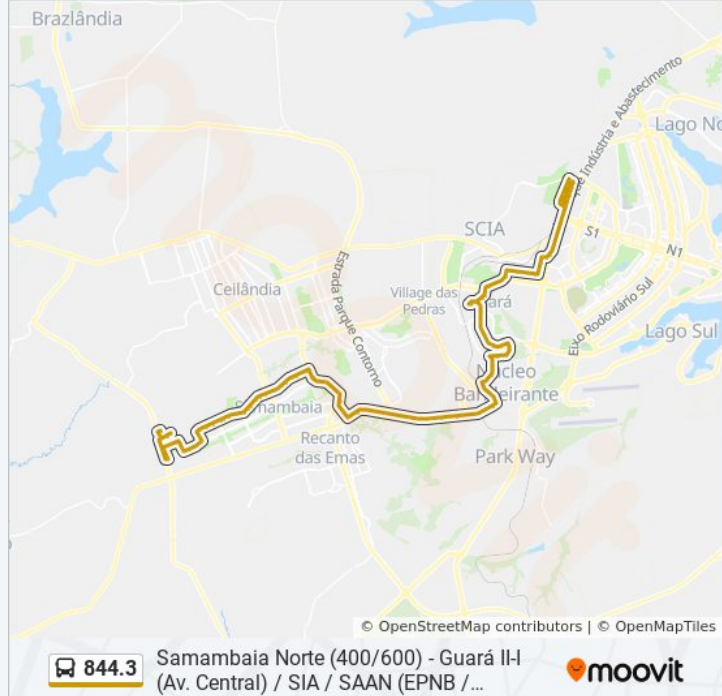 Brazlândia
Indústria e Abastecimento
Lago No
SCIA
S1
N1
Estrada Parque Contorno
Ceilândia
Village das
Pedras
ará
Eixo Rodoviário Sul
Lago Sul
Núcleo
Bandeirante
Samambaia
Recanto
das Emas
Park Way
© OpenStreetMap contributors | © OpenMapTiles
844.3
Samambaia Norte (400/600) - Guará II-I
(Av. Central) / SIA / SAAN (EPNB /...
moovit